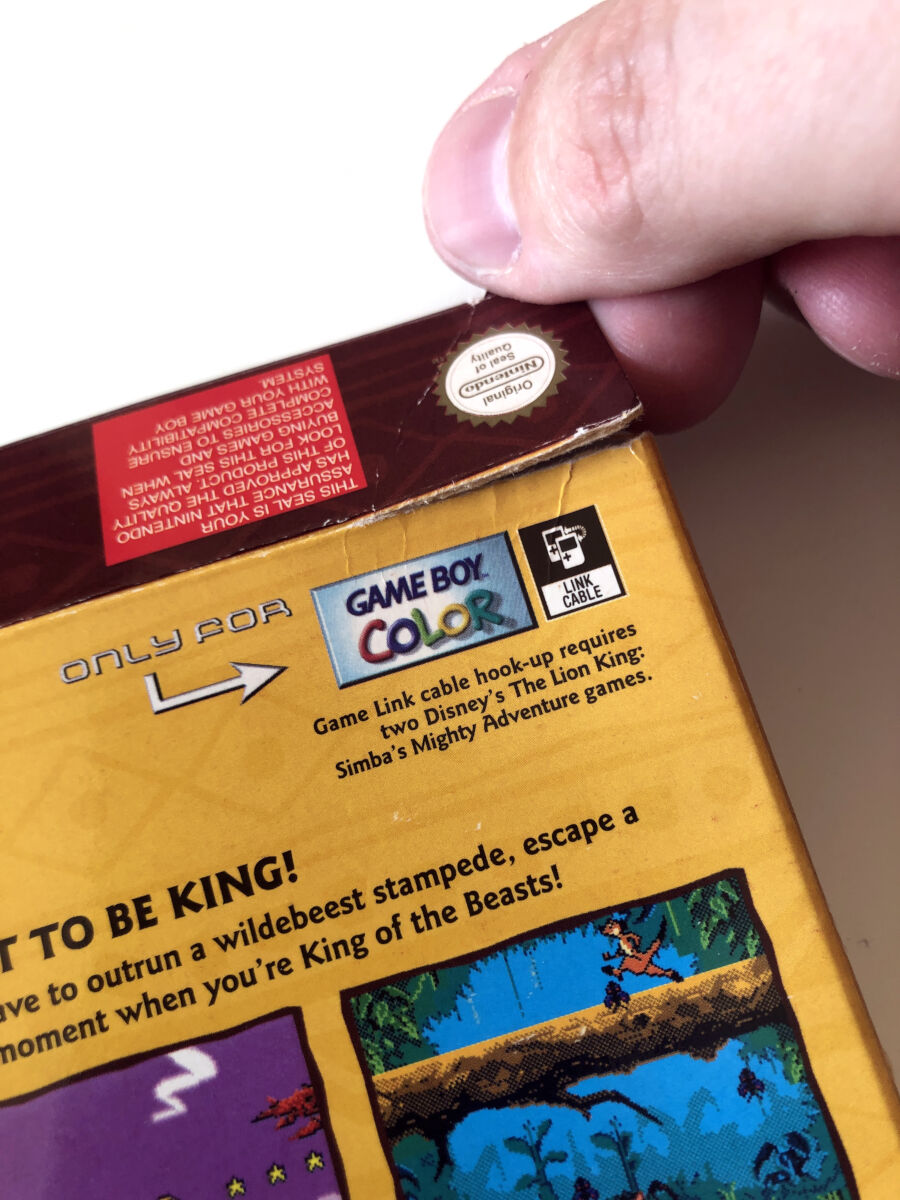 Original
Nintendo
Seal of
Quality
THIS SEAL IS YOUR
ASSURANCE THAT NINTENDO
HAS APPROVED THE QUALITY
OF THIS PRODUCT. ALWAYS
LOOK FOR THIS SEAL WHEN
BUYING GAMES AND
ACCESSORIES TO ENSURE
COMPLETE COMPATIBILITY
WITH YOUR GAME BOY
SYSTEM.
ONLY FOR
GAME BOY™
COLOR
LINK
CABLE
Game Link cable hook-up requires
two Disney's The Lion King:
Simba's Mighty Adventure games.
TO BE KING!
to outrun a wildebeest stampede, escape a
moment when you're King of the Beasts!